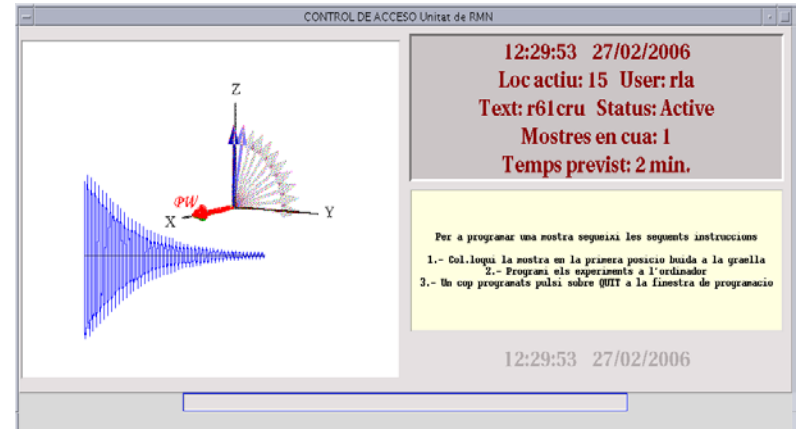 CONTROL DE ACCESO Unitat de RMN
Z
PW
X
Y
12:29:53 27/02/2006
Loc actiu: 15 User: rla
Text: r61cru Status: Active
Mostres en cua: 1
Temps previst: 2 min.
Per a programar una mostra segueixi les seguents instruccions
1.- Col.loqui la mostra en la primera posicio buida a la graella
2.- Programi els experiments a l'ordinador
3.- Un cop programats pulsi sobre QUIT a la finestra de programacio
12:29:53 27/02/2006